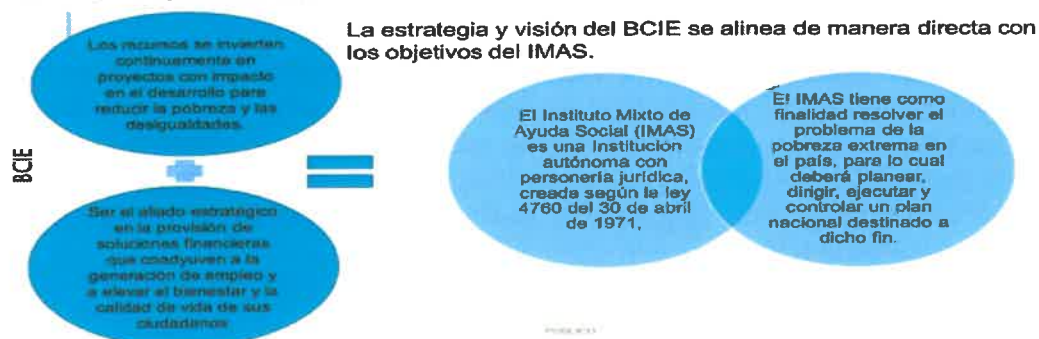 La estrategia y visión del BCIE se alinea de manera directa con
los objetivos del IMAS.
BCIE
Los recursos se invierten
continuamente en
proyectos con impacto
en el desarrollo para
reducir la pobreza y las
desigualdades.
Ser el aliado estratégico
en la provisión de
soluciones financieras
que coadyuven a la
generación de empleo y
a elevar el bienestar y la
calidad de vida de sus
ciudadanos
El Instituto Mixto de
Ayuda Social (IMAS)
es una Institución
autónoma con
personería jurídica,
creada según la ley
4760 del 30 de abril
de 1971,
El IMAS tiene como
finalidad resolver el
problema de la
pobreza extrema en
el país, para lo cual
deberá planear,
dirigir, ejecutar y
controlar un plan
nacional destinado a
dicho fin.